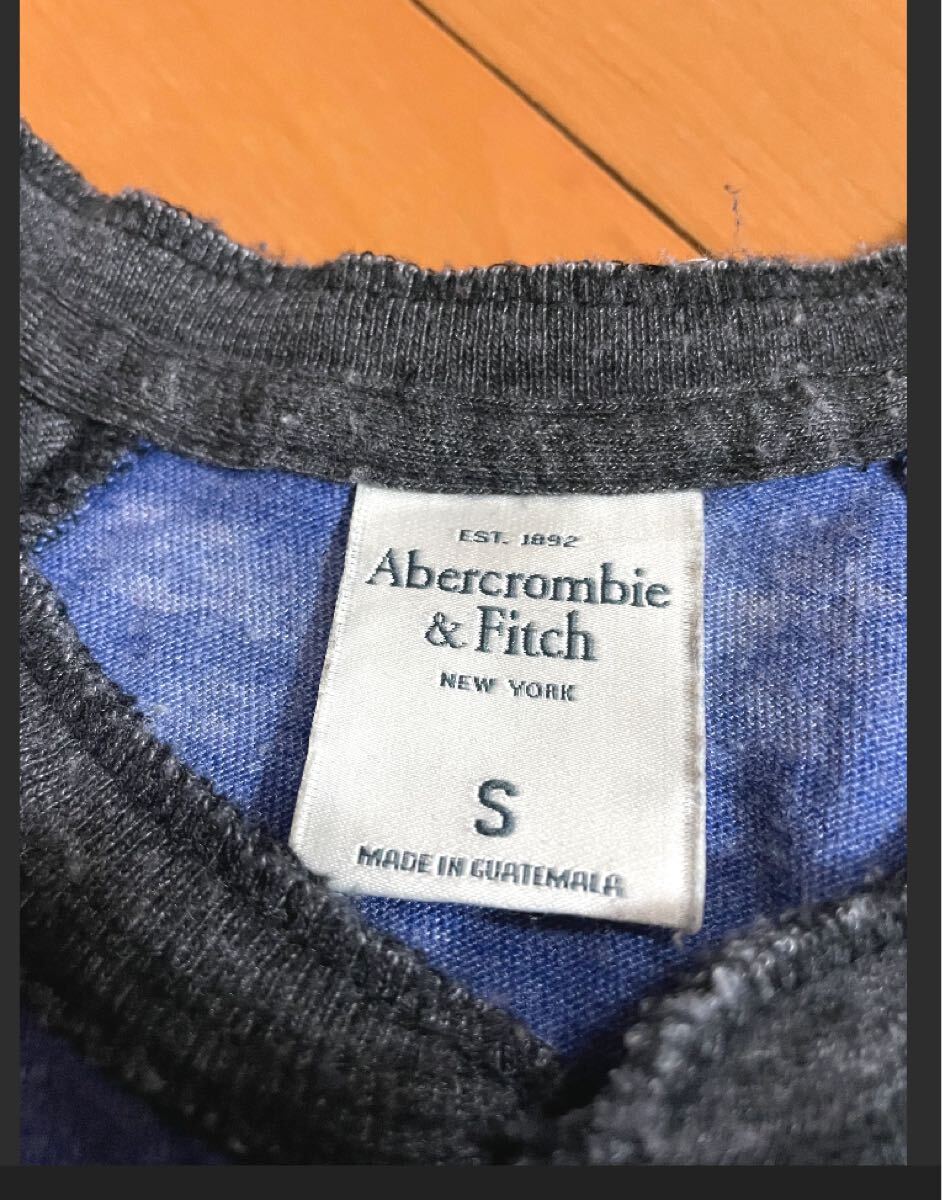 EST. 1892
Abercrombie
& Fitch
NEW YORK
S
MADE IN GUATEMALA